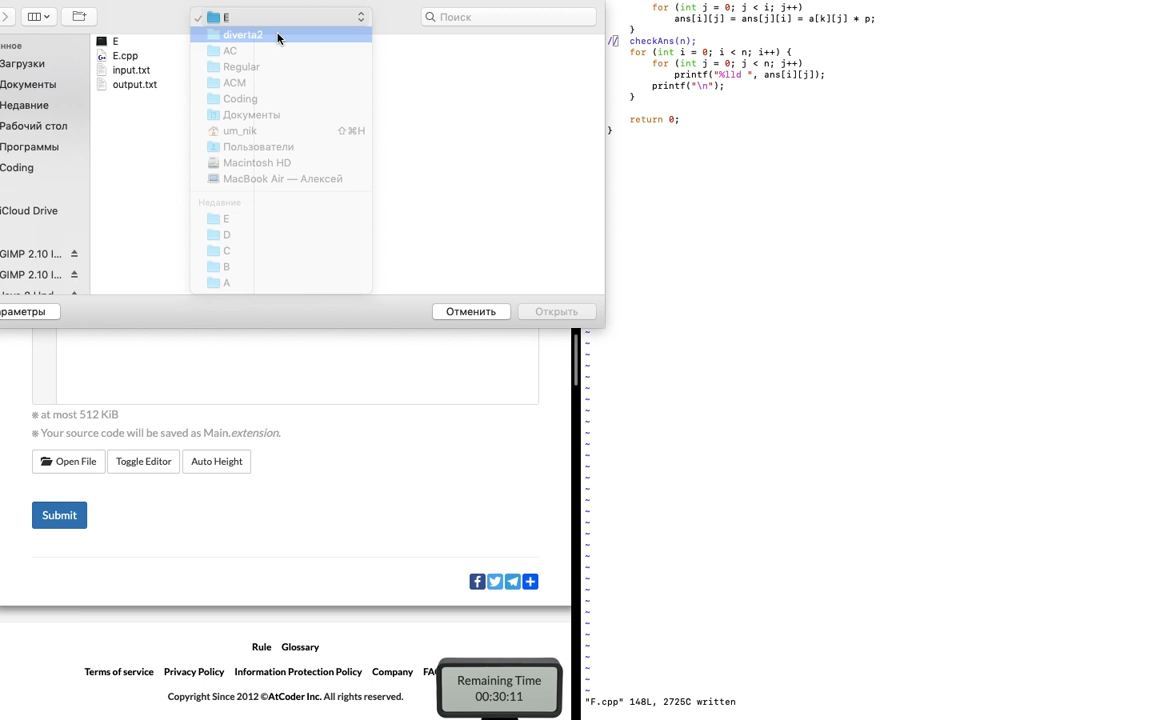 E
Поиск
нное
Загрузки
Документы
Недавние
Рабочий стол
Программы
Coding
iCloud Drive
GIMP 2.10 I...
GIMP 2.10 I...
E
E.cpp
input.txt
output.txt
diverta2
AC
Regular
ACM
Coding
Документы
um_nik ⇧⌘H
Пользователи
Macintosh HD
MacBook Air — Алексей
Недавние
E
D
C
B
A
араметры
Отменить
Открыть
※ at most 512 KiB
※ Your source code will be saved as Main.extension.
Open File
Toggle Editor
Auto Height
Submit
Rule Glossary
Terms of service Privacy Policy Information Protection Policy Company FAQ
Copyright Since 2012 ©AtCoder Inc. All rights reserved.
Remaining Time
00:30:11
for (int j = 0; j < i; j++)
ans[i][j] = ans[j][i] = a[k][j] * p;
}
// checkAns(n);
for (int i = 0; i < n; i++) {
for (int j = 0; j < n; j++)
printf("%lld ", ans[i][j]);
printf("\n");
}
return 0;
}
"F.cpp" 148L, 2725C written